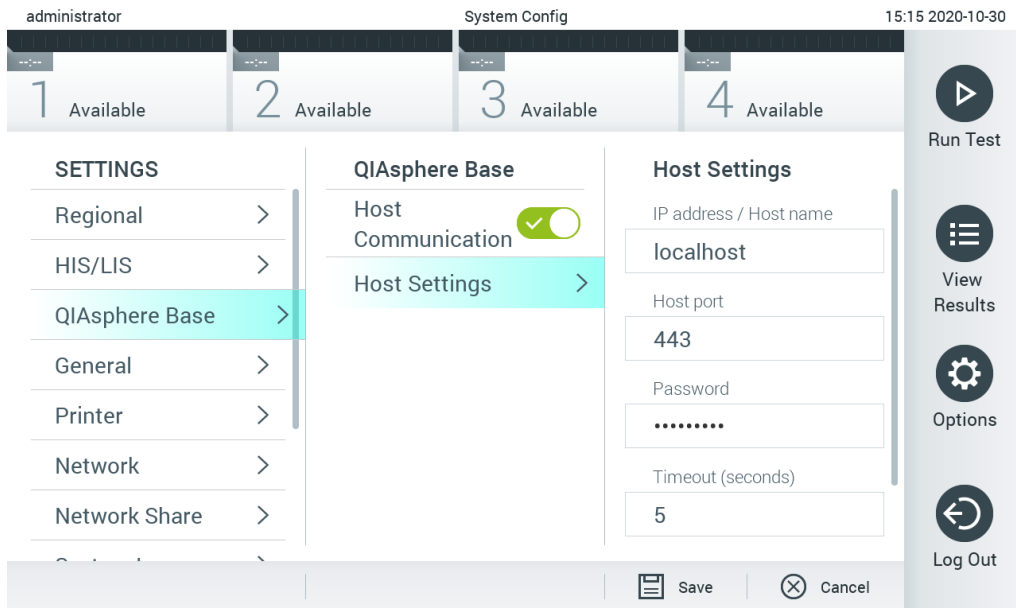 administrator
System Config
15:15 2020-10-30
--:--
1 Available
--:--
2 Available
--:--
3 Available
--:--
4 Available
SETTINGS
Regional
HIS/LIS
QIAsphere Base
General
Printer
Network
Network Share
QIAsphere Base
Host
Communication
Host Settings
Host Settings
IP address / Host name
localhost
Host port
443
Password
•••••••••
Timeout (seconds)
5
Save
Cancel
Run Test
View
Results
Options
Log Out